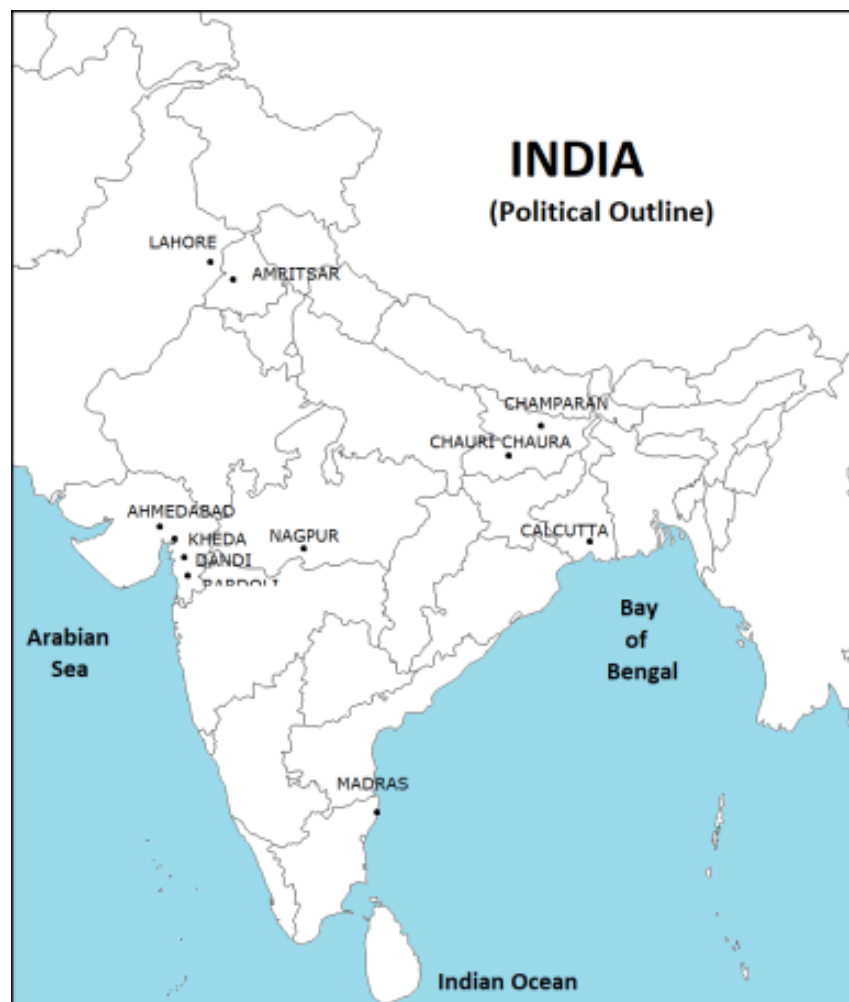 INDIA
(Political Outline)
LAHORE
AMRITSAR
CHAMPARAN
CHAURI CHAURA
AHMEDABAD
KHEDA
NAGPUR
CALCUTTA
DANDI
BARDOLI
Arabian
Sea
Bay
of
Bengal
MADRAS
Indian Ocean